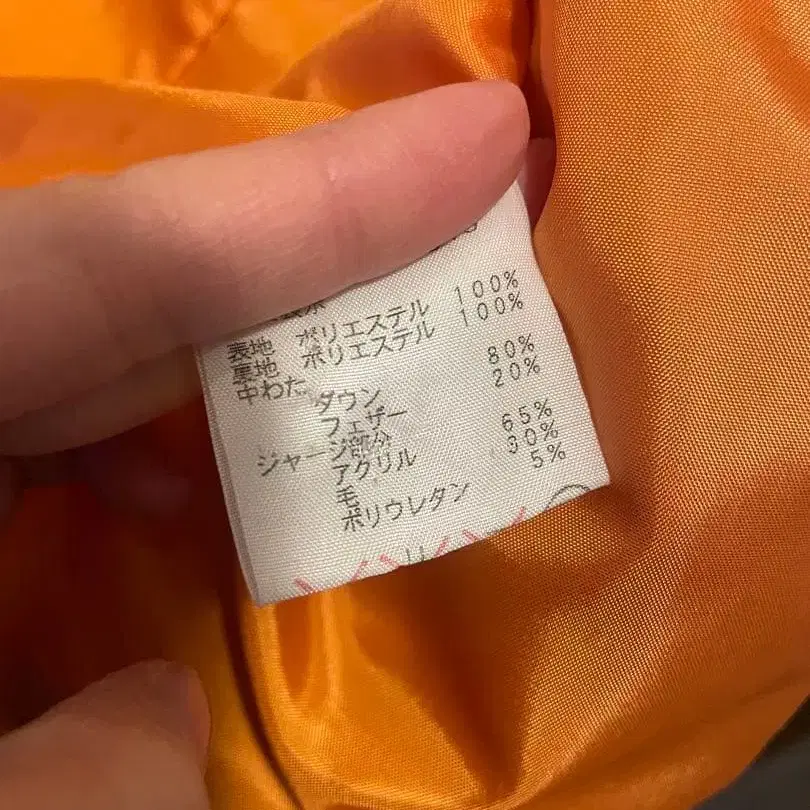 表地 ポリエステル 100%
裏地 ポリエステル 100%
中わた
ダウン 80%
フェザー 20%
ジャージ部分
アクリル 65%
毛 30%
ポリウレタン 5%